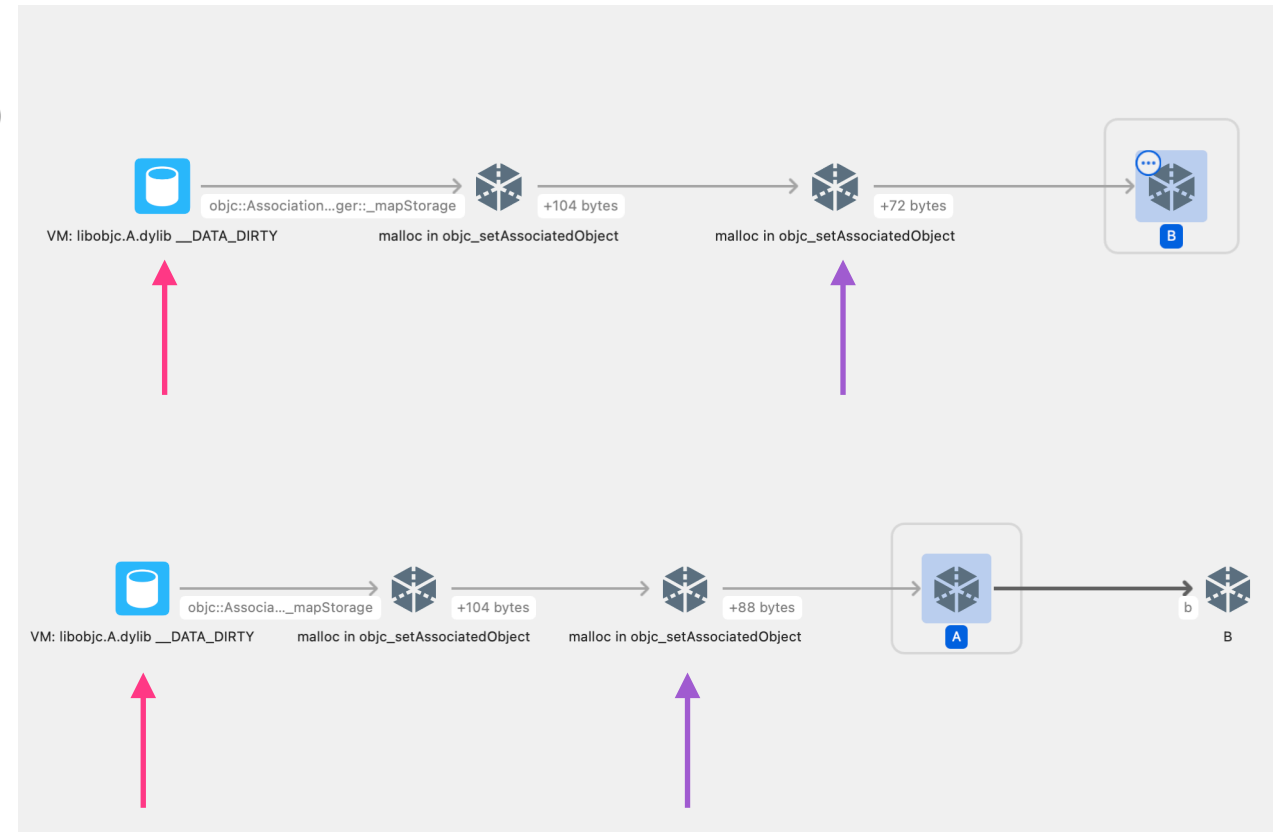 objc::Association...ger::_mapStorage
+104 bytes
+72 bytes
VM: libobjc.A.dylib __DATA_DIRTY
malloc in objc_setAssociatedObject
malloc in objc_setAssociatedObject
B
objc::Associa..._mapStorage
+104 bytes
+88 bytes
b
VM: libobjc.A.dylib __DATA_DIRTY
malloc in objc_setAssociatedObject
malloc in objc_setAssociatedObject
A
B